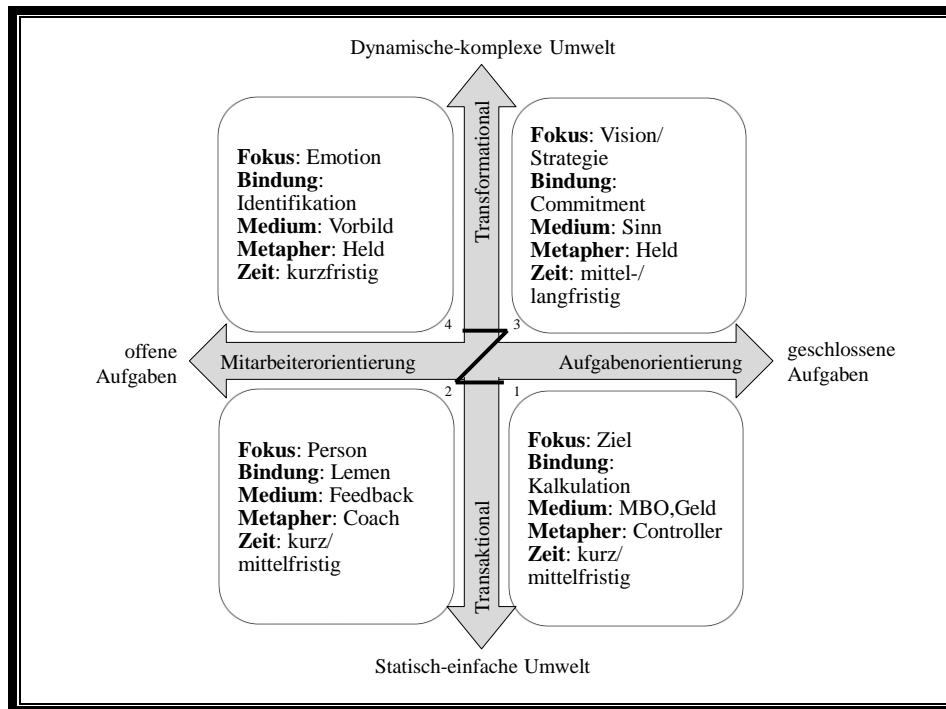 Dynamische-komplexe Umwelt
Transformational
Fokus: Emotion
Bindung:
Identifikation
Medium: Vorbild
Metapher: Held
Zeit: kurzfristig
4
Fokus: Vision/
Strategie
Bindung:
Commitment
Medium: Sinn
Metapher: Held
Zeit: mittel-/
langfristig
3
offene
Aufgaben
Mitarbeiterorientierung
Aufgabenorientierung
geschlossene
Aufgaben
2
Fokus: Person
Bindung: Lemen
Medium: Feedback
Metapher: Coach
Zeit: kurz/
mittelfristig
1
Fokus: Ziel
Bindung:
Kalkulation
Medium: MBO,Geld
Metapher: Controller
Zeit: kurz/
mittelfristig
Transaktional
Statisch-einfache Umwelt